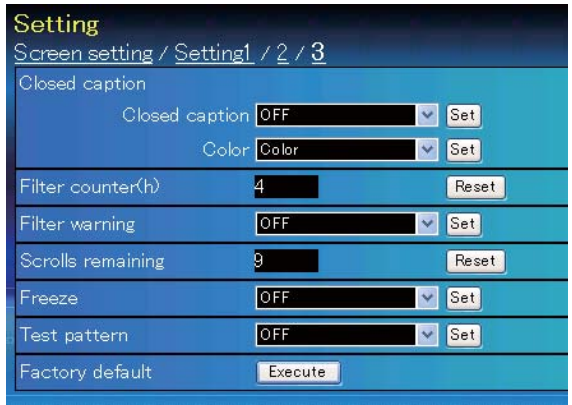 Setting
Screen setting / Setting1 / 2 / 3
Closed caption
Closed caption OFF Set
Color Color Set
Filter counter(h) 4 Reset
Filter warning OFF Set
Scrolls remaining 9 Reset
Freeze OFF Set
Test pattern OFF Set
Factory default Execute